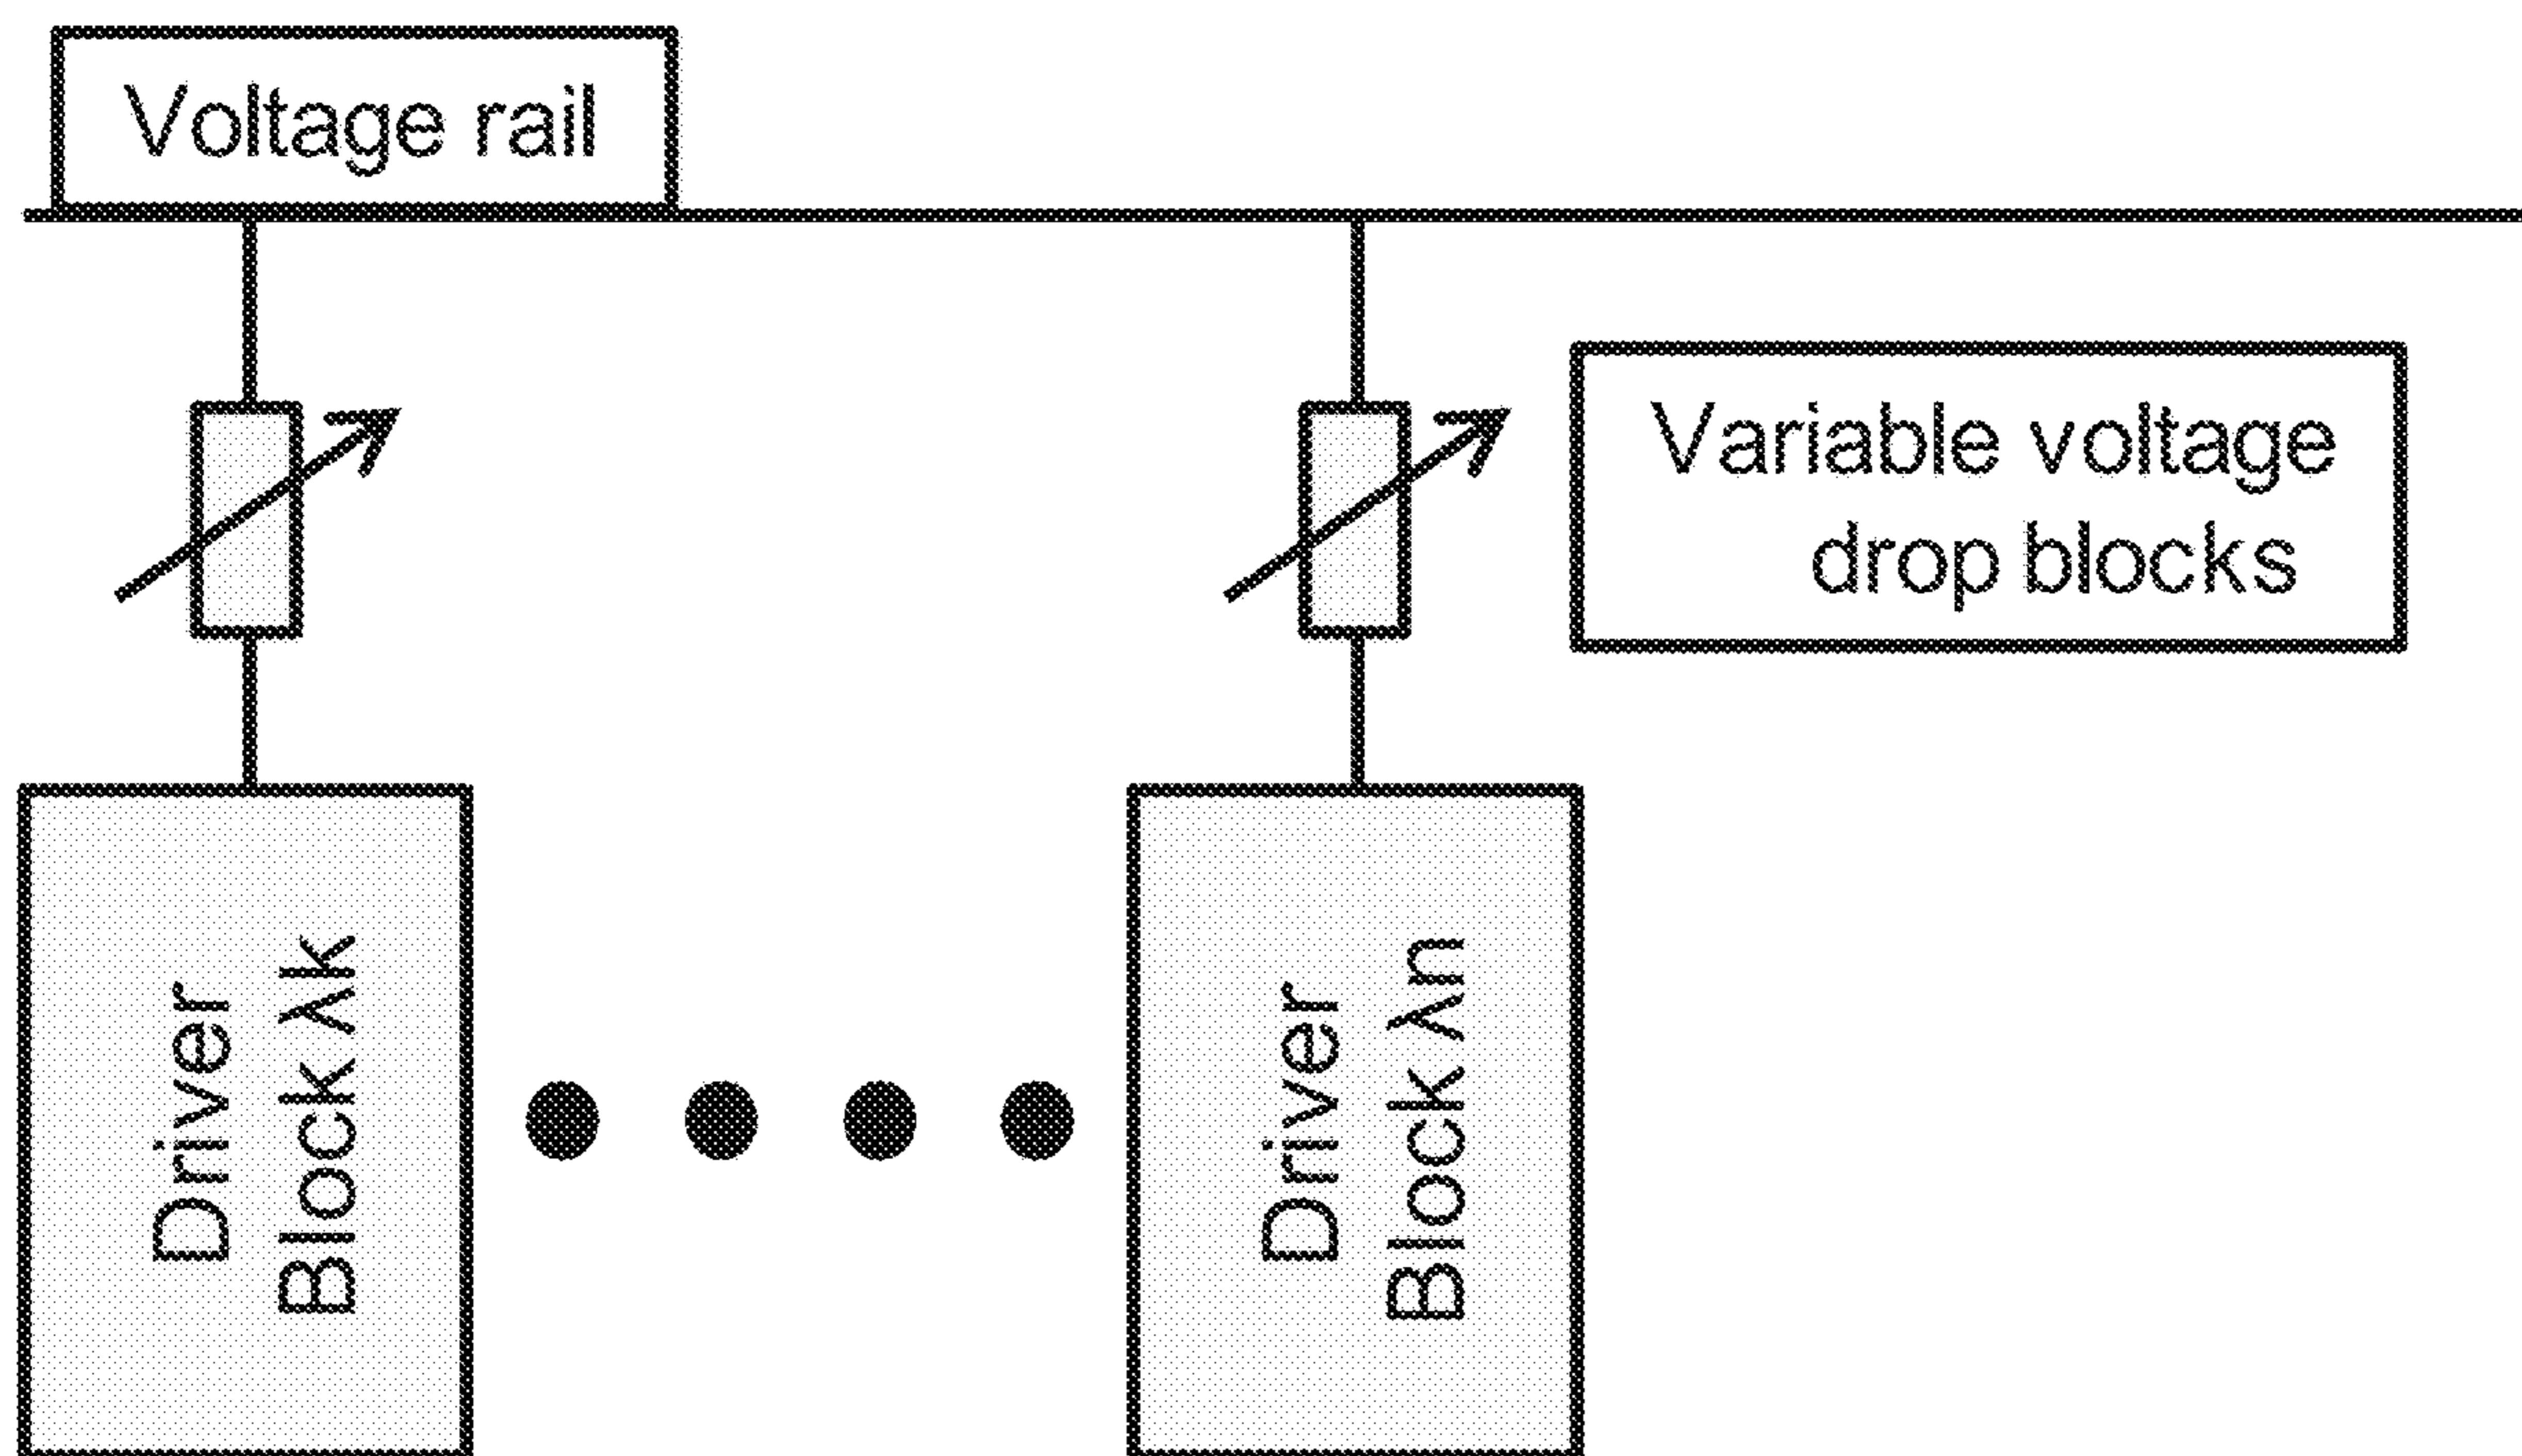 Voltage rail
Variable voltage
drop blocks
Driver
Block λk
Driver
Block λn